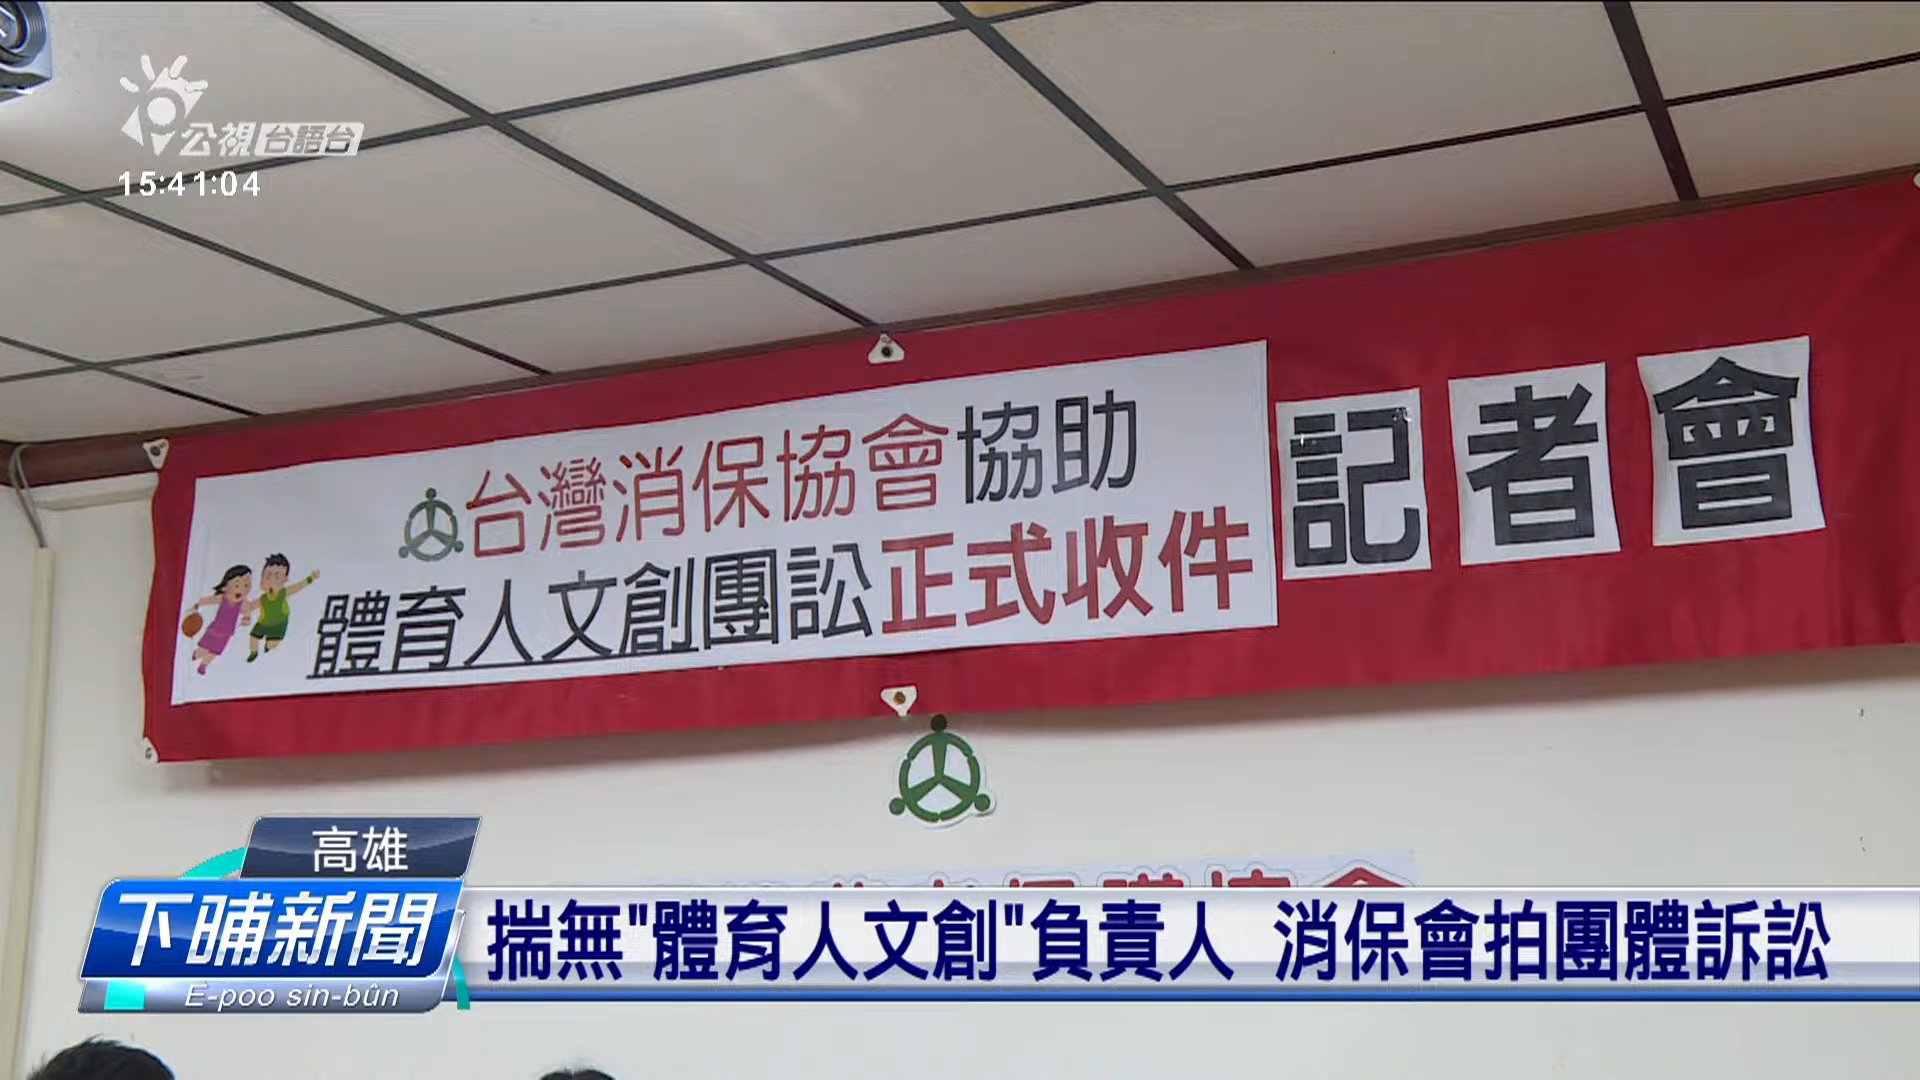 公視台語台
15:41:04
台灣消保協會協助
體育人文創團訟正式收件
記者會
高雄
下晡新聞
E-poo sin-bûn
揣無"體育人文創"負責人 消保會拍團體訴訟